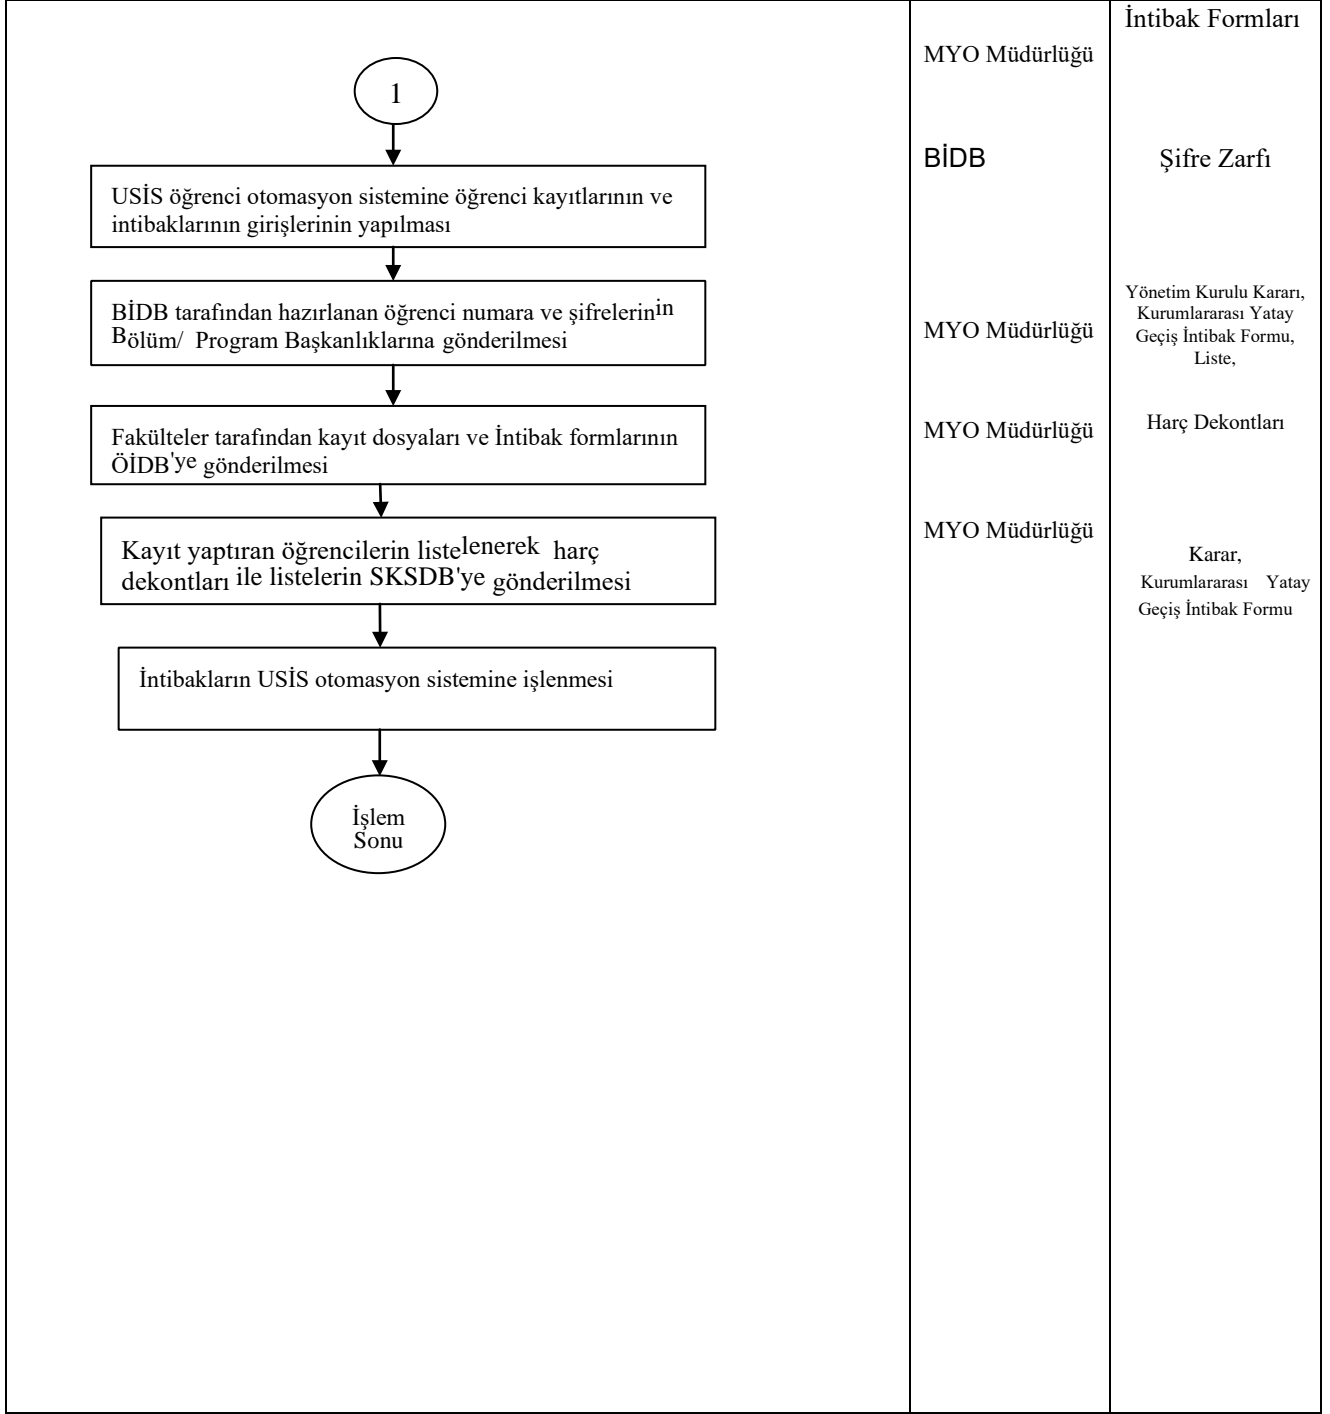 1
USİS öğrenci otomasyon sistemine öğrenci kayıtlarının ve
intibaklarının girişlerinin yapılması
BİDB tarafından hazırlanan öğrenci numara ve şifrelerinin
Bölüm/ Program Başkanlıklarına gönderilmesi
Fakülteler tarafından kayıt dosyaları ve İntibak formlarının
ÖİDB'ye gönderilmesi
Kayıt yaptıran öğrencilerin listelenerek harç
dekontları ile listelerin SKSDB'ye gönderilmesi
İntibakların USİS otomasyon sistemine işlenmesi
İşlem
Sonu
MYO Müdürlüğü
BİDB
MYO Müdürlüğü
MYO Müdürlüğü
MYO Müdürlüğü
İntibak Formları
Şifre Zarfı
Yönetim Kurulu Kararı,
Kurumlararası Yatay
Geçiş İntibak Formu,
Liste,
Harç Dekontları
Karar,
Kurumlararası Yatay
Geçiş İntibak Formu